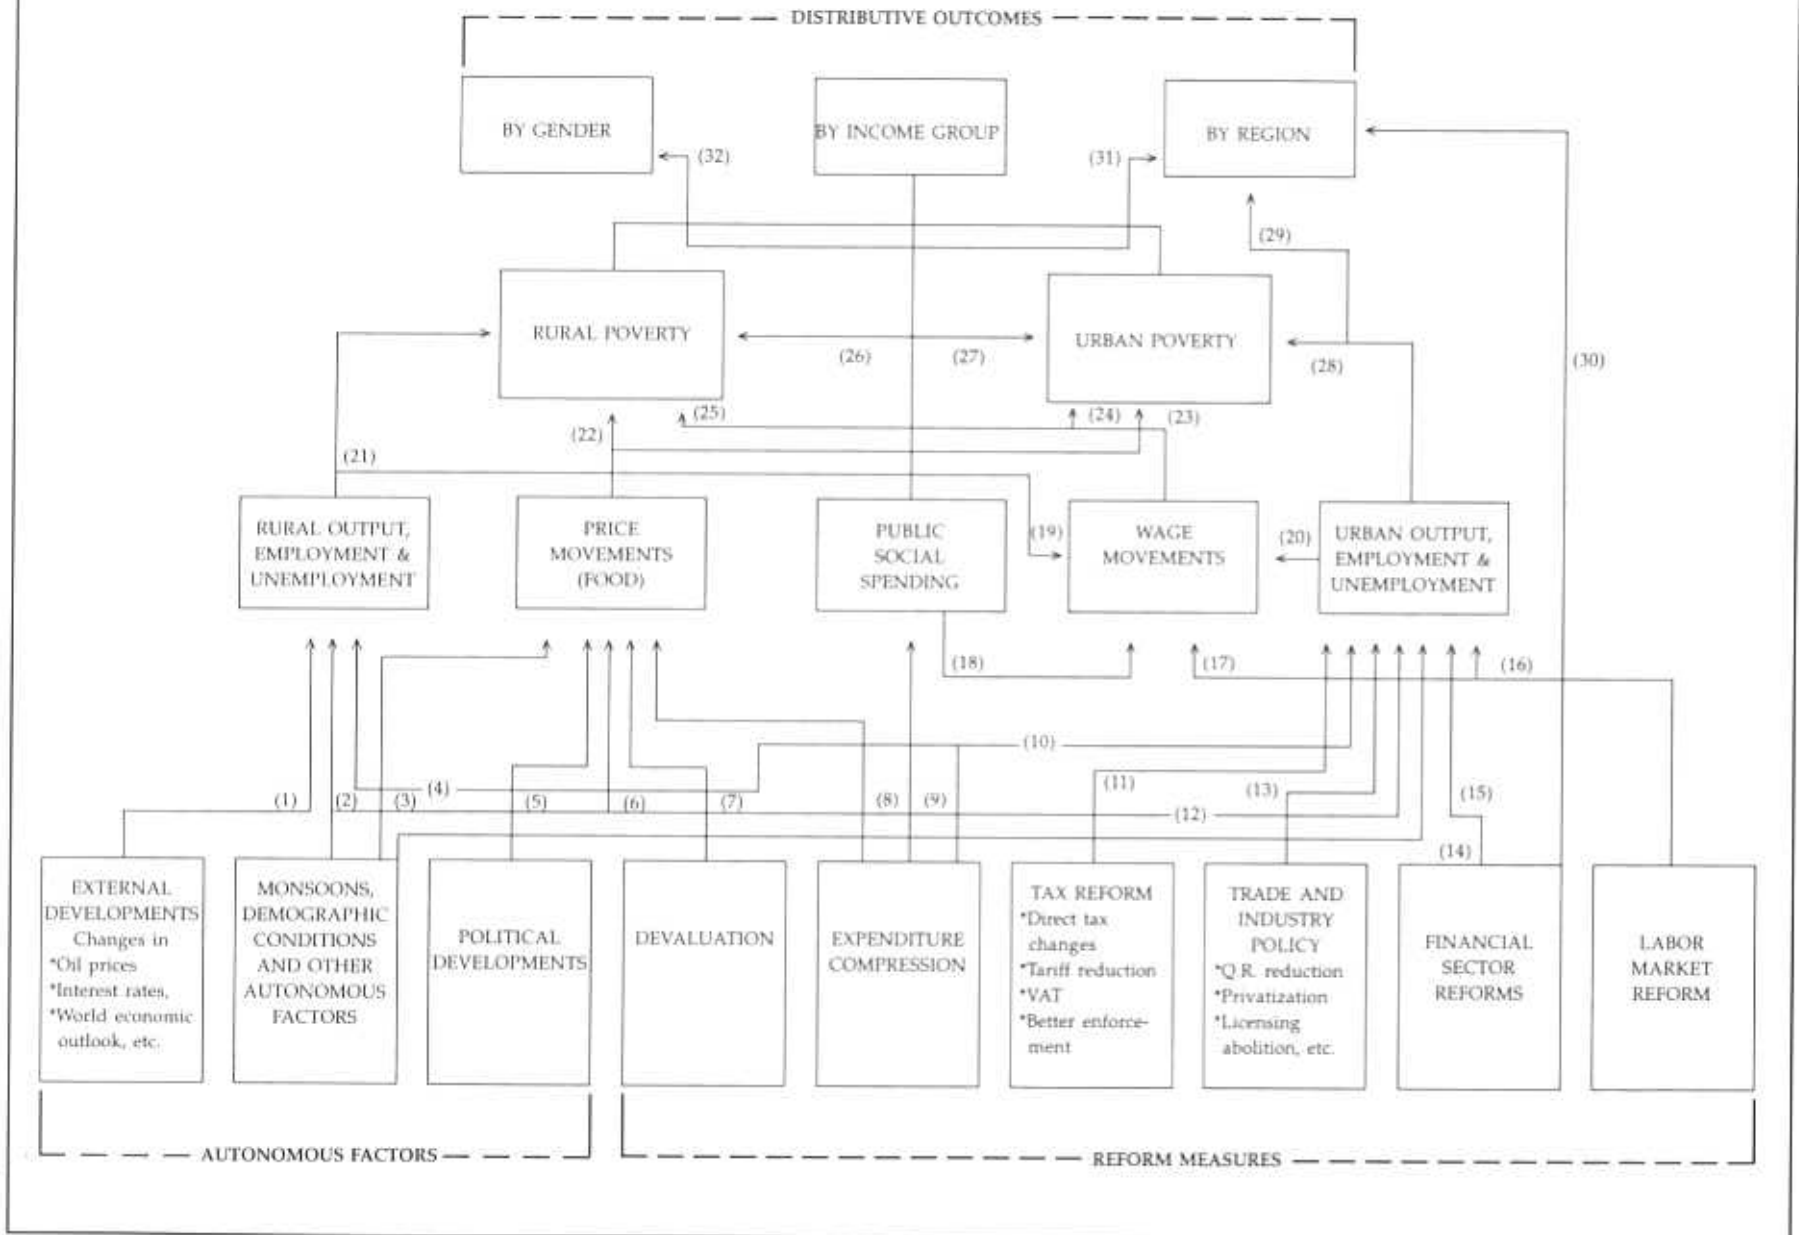 DISTRIBUTIVE OUTCOMES
BY GENDER
BY INCOME GROUP
BY REGION
(32)
(31)
(29)
RURAL POVERTY
URBAN POVERTY
(26)
(27)
(28)
(30)
(25)
(24)
(23)
(22)
(21)
RURAL OUTPUT,
EMPLOYMENT &
UNEMPLOYMENT
PRICE
MOVEMENTS
(FOOD)
PUBLIC
SOCIAL
SPENDING
(19)
WAGE
MOVEMENTS
(20)
URBAN OUTPUT,
EMPLOYMENT &
UNEMPLOYMENT
(18)
(17)
(16)
(10)
(1)
(2)
(3)
(4)
(5)
(6)
(7)
(8)
(9)
(11)
(13)
(15)
(12)
(14)
EXTERNAL
DEVELOPMENTS
Changes in
*Oil prices
*Interest rates,
*World economic
outlook, etc.
MONSOONS,
DEMOGRAPHIC
CONDITIONS
AND OTHER
AUTONOMOUS
FACTORS
POLITICAL
DEVELOPMENTS
DEVALUATION
EXPENDITURE
COMPRESSION
TAX REFORM
*Direct tax
changes
*Tariff reduction
*VAT
*Better enforce-
ment
TRADE AND
INDUSTRY
POLICY
*Q.R. reduction
*Privatization
*Licensing
abolition, etc.
FINANCIAL
SECTOR
REFORMS
LABOR
MARKET
REFORM
AUTONOMOUS FACTORS
REFORM MEASURES